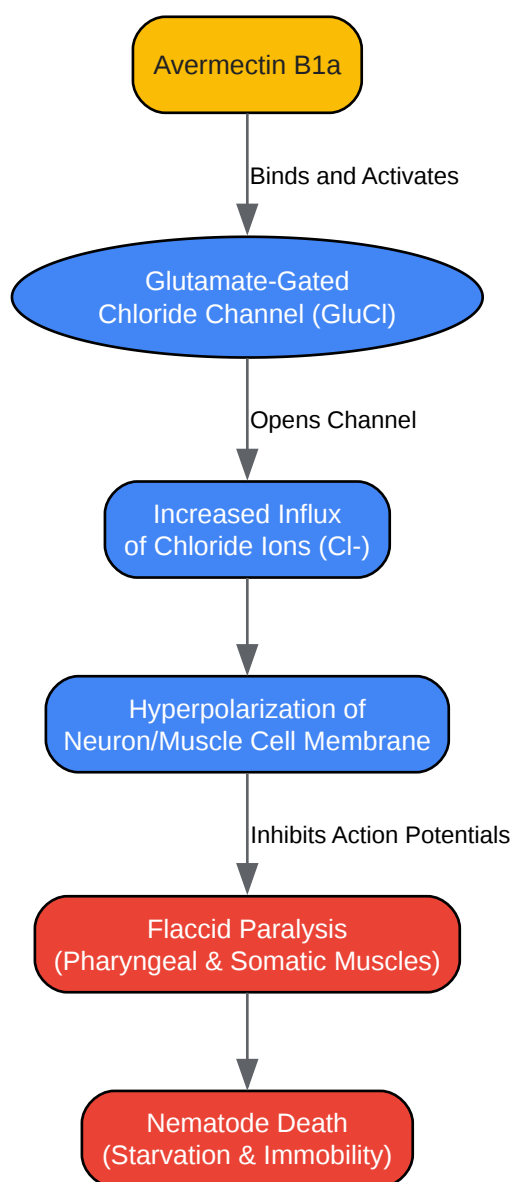 Avermectin B1a
Binds and Activates
Glutamate-Gated
Chloride Channel (GluCl)
Opens Channel
Increased Influx
of Chloride Ions (Cl-)
Hyperpolarization of
Neuron/Muscle Cell Membrane
Inhibits Action Potentials
Flaccid Paralysis
(Pharyngeal & Somatic Muscles)
Nematode Death
(Starvation & Immobility)